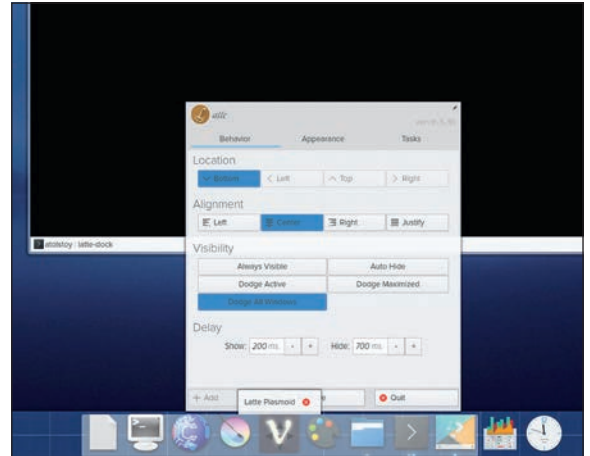 Latte
Behavior Appearance Tasks
Location
Bottom Left Top Right
Alignment
Left Center Right Justify
Visibility
Always Visible Auto Hide
Dodge Active Dodge Maximized
Dodge All Windows
atolstoy : latte-dock
Delay
Show: 200 ms. - + Hide: 700 ms. - +
+ Add Quit
Latte Plasmoid